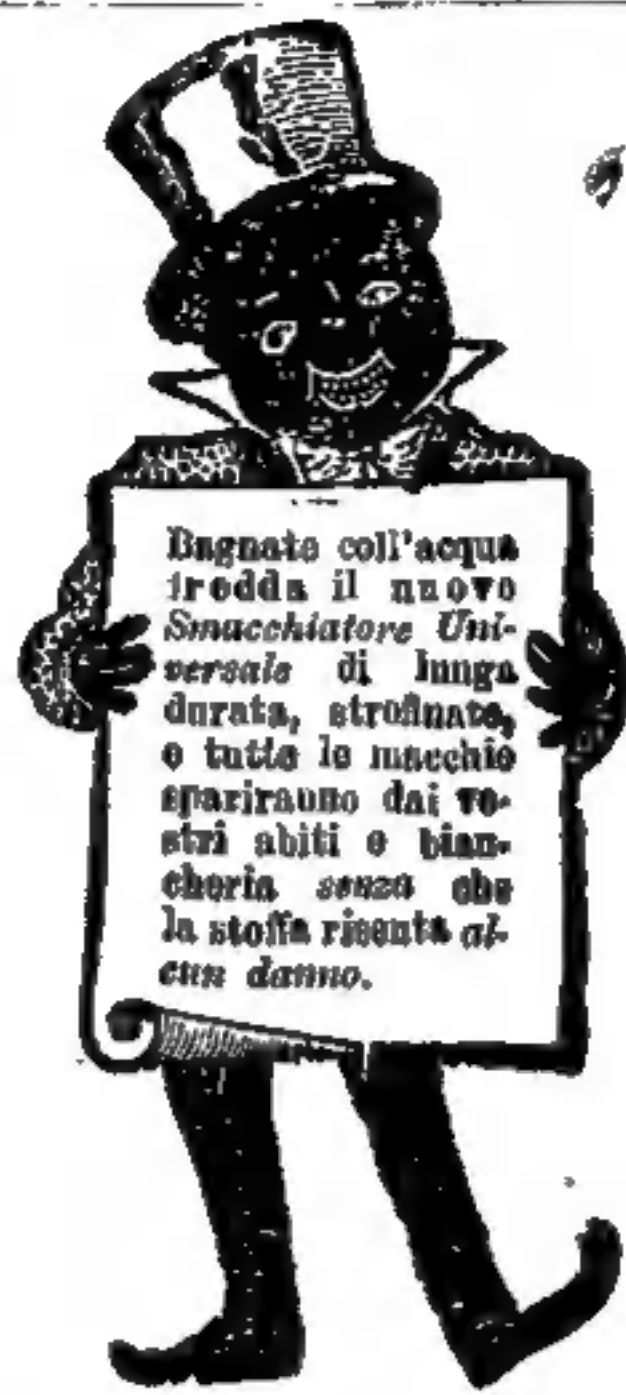 Bagnate coll'acqua
fredda il nuovo
Smacchiatore Uni-
versale di lunga
durata, strofinate,
e tutte le macchie
spariranno dai vo-
stri abiti e bian-
cheria senza che
la stoffa risenta al-
cun danno.